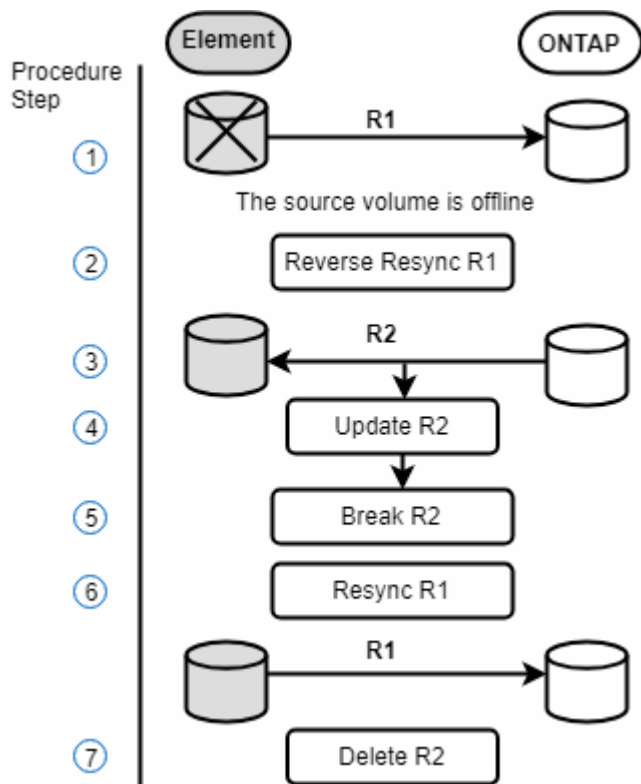 Element
ONTAP
Procedure
Step
R1
1
The source volume is offline
2
Reverse Resync R1
R2
3
4
Update R2
5
Break R2
6
Resync R1
R1
7
Delete R2